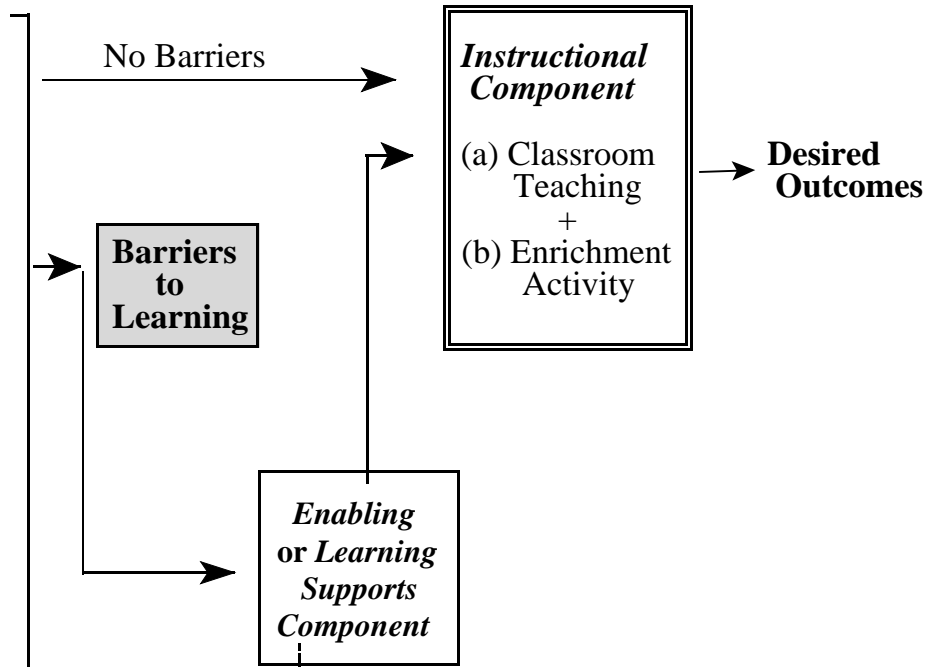 No Barriers
Instructional
Component
(a) Classroom
Teaching
+
(b) Enrichment
Activity
Desired
Outcomes
Barriers
to
Learning
Enabling
or Learning
Supports
Component